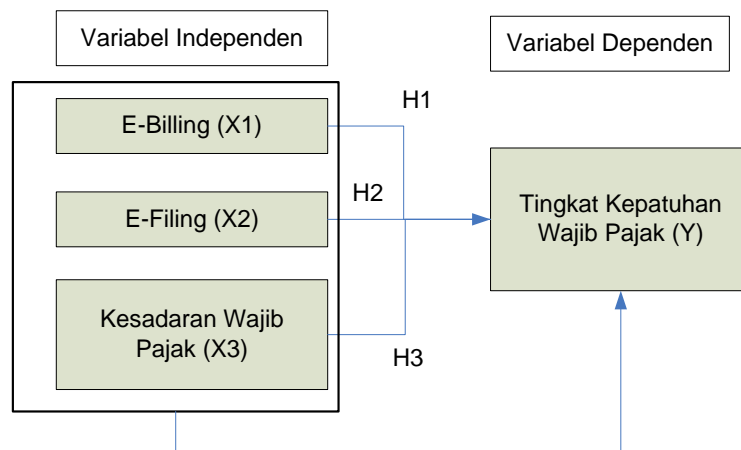 Variabel Independen
Variabel Dependen
E-Billing (X1)
H1
E-Filing (X2)
H2
Kesadaran Wajib
Pajak (X3)
H3
Tingkat Kepatuhan
Wajib Pajak (Y)